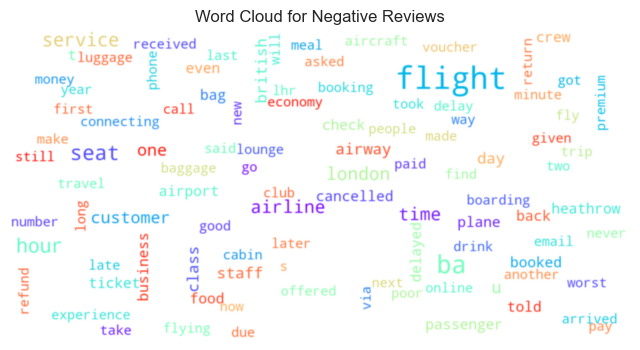 Word Cloud for Negative Reviews
service
received
british
will
meal
aircraft
voucher
return
crew
t
luggage
phone
last
even
asked
flight
money
year
bag
lhr
booking
minute
got
premium
first
call
new
economy
took
delay
connecting
way
fly
make
check
people
made
given
still
seat
one
said
lounge
airway
day
trip
baggage
go
london
paid
find
two
travel
airport
club
cancelled
boarding
number
long
customer
good
airline
time
plane
back
heathrow
hour
business
class
cabin
later
delayed
drink
email
never
late
staff
s
ba
booked
another
refund
ticket
offered
via
next
poor
online
u
worst
food
now
told
experience
take
flying
due
passenger
arrived
pay